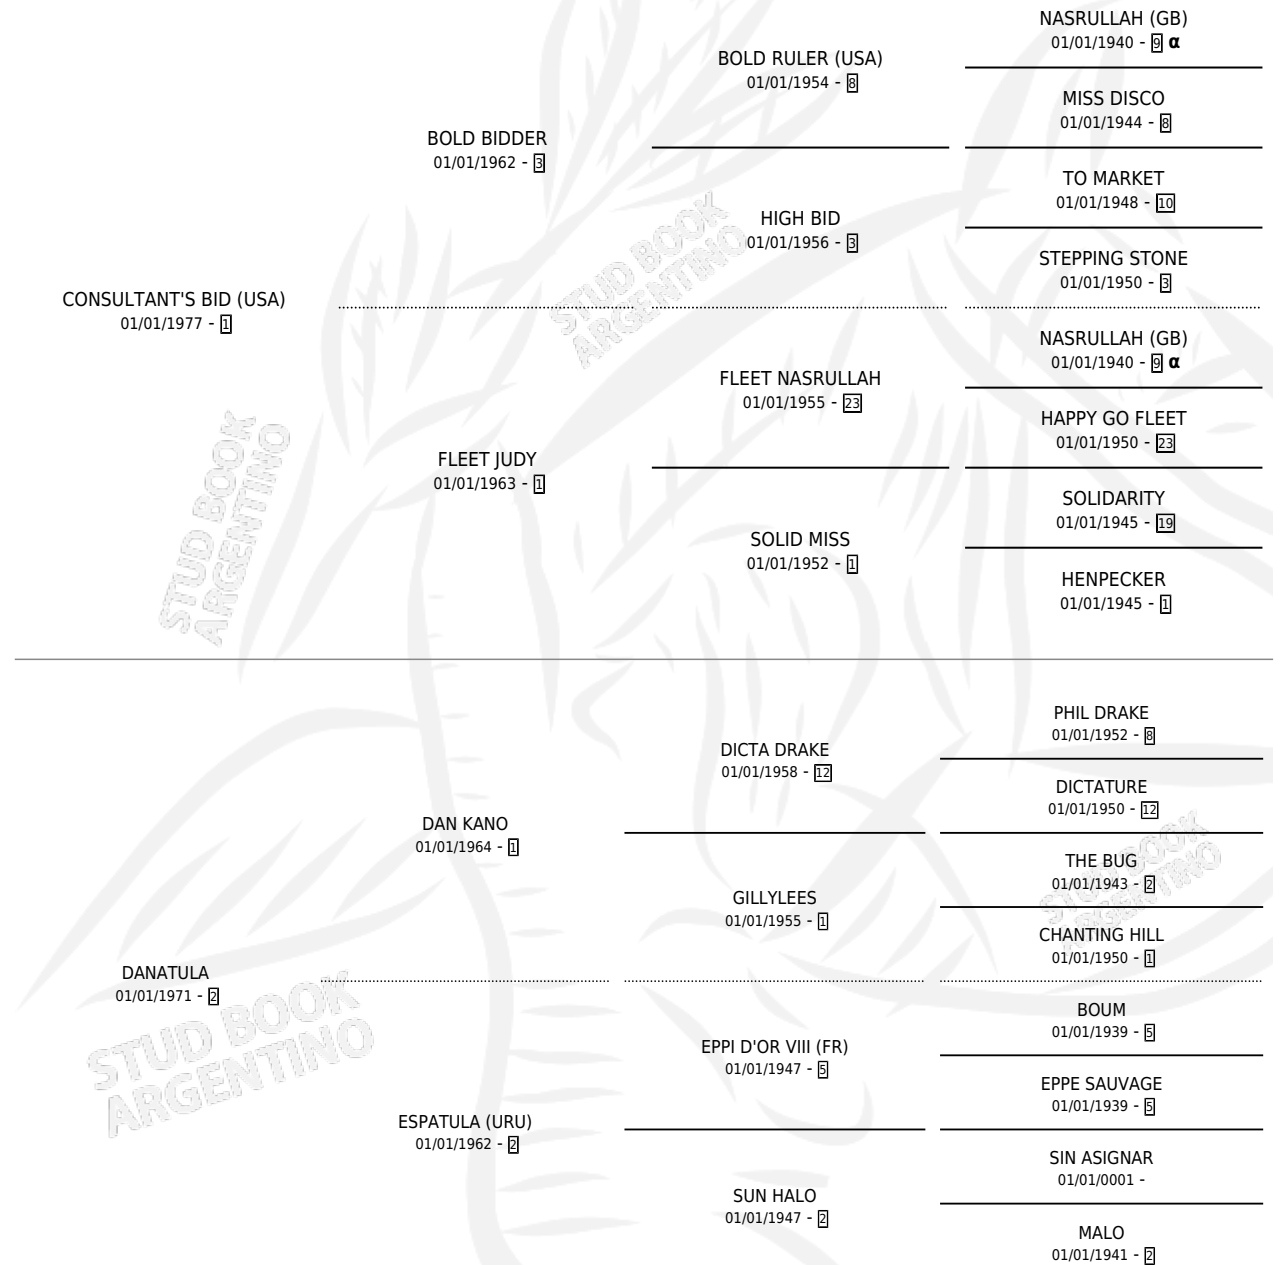 NASRULLAH (GB)
01/01/1940 - 9 α
BOLD RULER (USA)
01/01/1954 - 8
MISS DISCO
01/01/1944 - 8
BOLD BIDDER
01/01/1962 - 3
TO MARKET
01/01/1948 - 10
HIGH BID
01/01/1956 - 3
STEPPING STONE
01/01/1950 - 3
CONSULTANT'S BID (USA)
01/01/1977 - 1
NASRULLAH (GB)
01/01/1940 - 9 α
FLEET NASRULLAH
01/01/1955 - 23
HAPPY GO FLEET
01/01/1950 - 23
FLEET JUDY
01/01/1963 - 1
SOLIDARITY
01/01/1945 - 19
SOLID MISS
01/01/1952 - 1
HENPECKER
01/01/1945 - 1
PHIL DRAKE
01/01/1952 - 8
DICTA DRAKE
01/01/1958 - 12
DICTATURE
01/01/1950 - 12
DAN KANO
01/01/1964 - 1
THE BUG
01/01/1943 - 2
GILLYLEES
01/01/1955 - 1
CHANTING HILL
01/01/1950 - 1
DANATULA
01/01/1971 - 2
BOUM
01/01/1939 - 5
EPPI D'OR VIII (FR)
01/01/1947 - 5
EPPE SAUVAGE
01/01/1939 - 5
ESPATULA (URU)
01/01/1962 - 2
SIN ASIGNAR
01/01/0001 -
SUN HALO
01/01/1947 - 2
MALO
01/01/1941 - 2
STUD BOOK
ARGENTINO
STUD BOOK
ARGENTINO
STUD BOOK
ARGENTINO
STUD BOOK
ARGENTINO